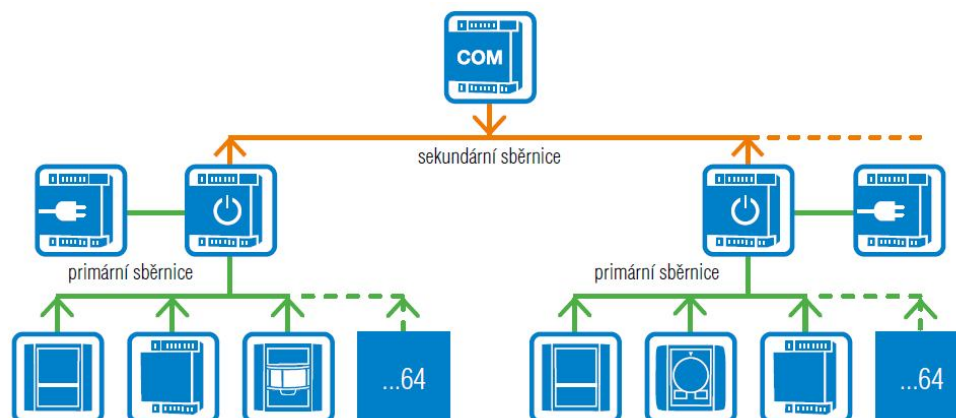 COM
sekundární sběrnice
primární sběrnice
primární sběrnice
...64
...64